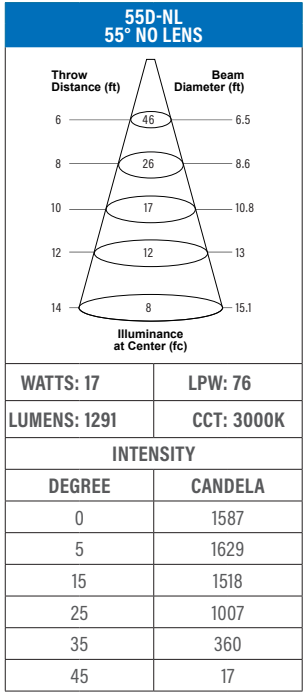 55D-NL
55° NO LENS
Throw Distance (ft)
Beam Diameter (ft)
6 46 6.5
8 26 8.6
10 17 10.8
12 12 13
14 8 15.1
Illuminance
at Center (fc)
WATTS: 17 LPW: 76
LUMENS: 1291 CCT: 3000K
INTENSITY
DEGREE CANDELA
0 1587
5 1629
15 1518
25 1007
35 360
45 17